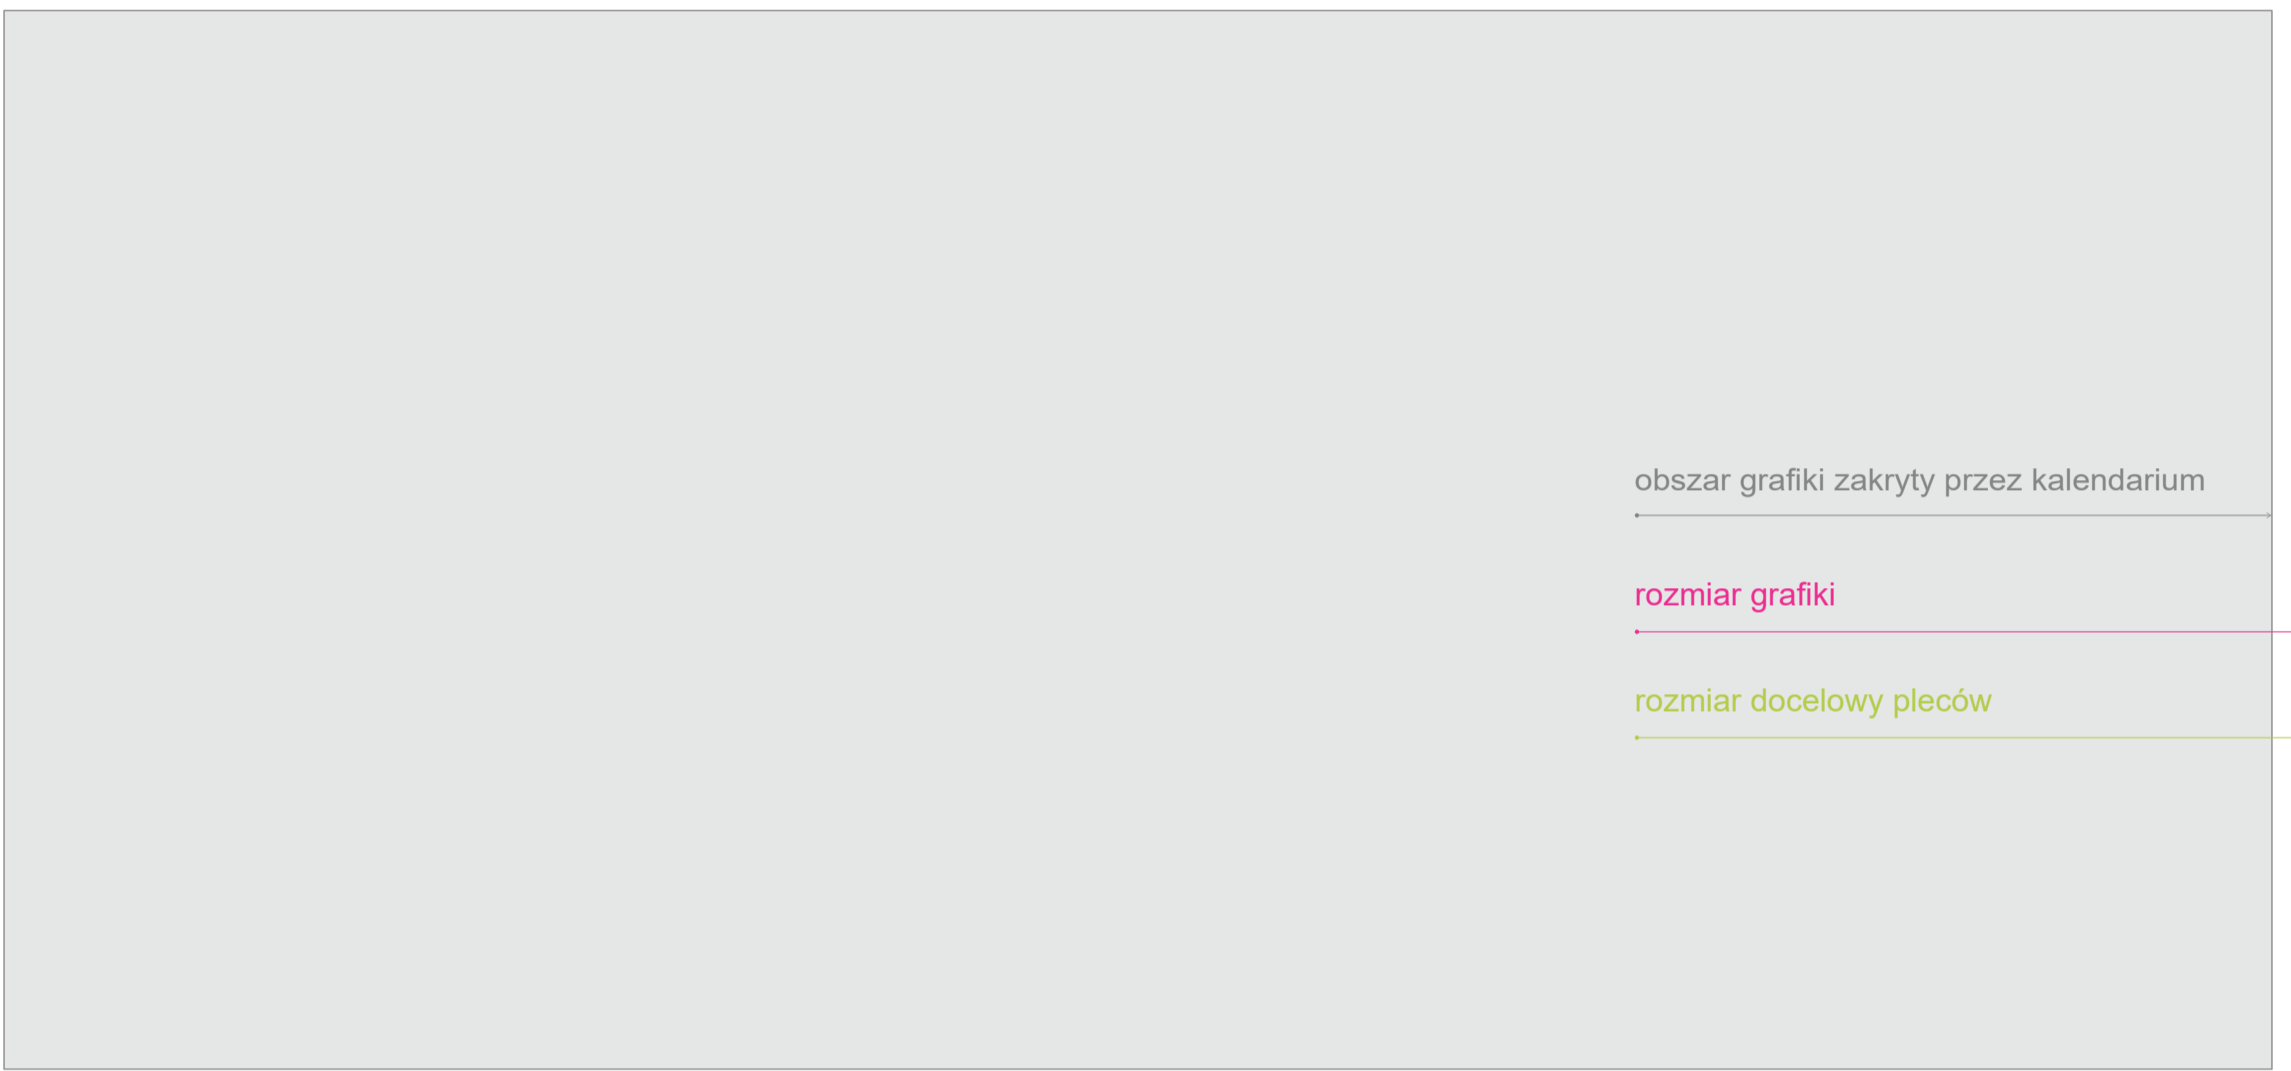 obszar grafiki zakryty przez kalendarium
rozmiar grafiki
rozmiar docelowy pleców